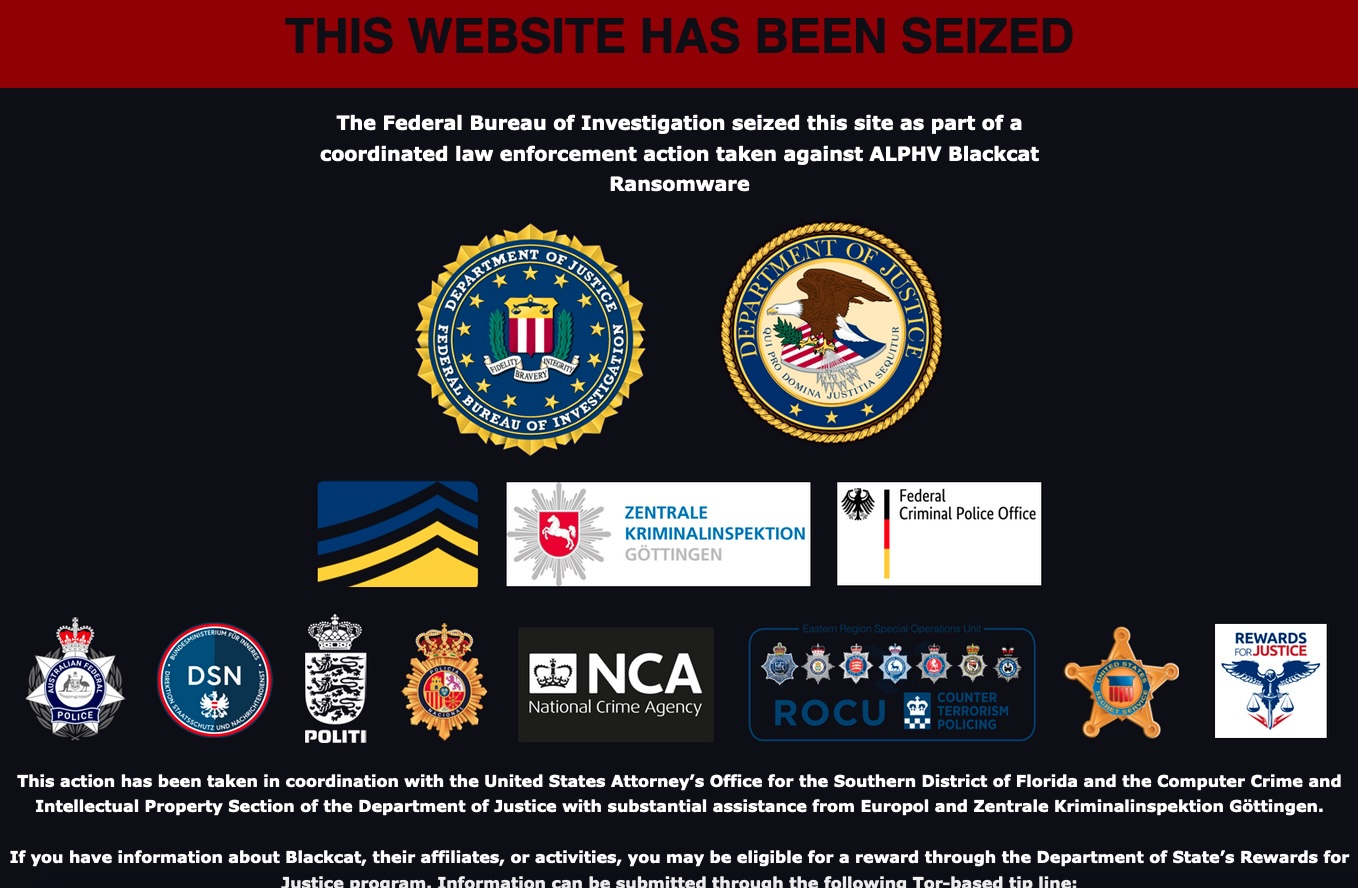 THIS WEBSITE HAS BEEN SEIZED
The Federal Bureau of Investigation seized this site as part of a
coordinated law enforcement action taken against ALPHV Blackcat
Ransomware
DEPARTMENT OF JUSTICE
FEDERAL BUREAU OF INVESTIGATION
FIDELITY
BRAVERY
INTEGRITY
DEPARTMENT OF JUSTICE
QUI PRO DOMINA JUSTITIA SEQUITUR
ZENTRALE
KRIMINALINSPEKTION
GÖTTINGEN
Federal
Criminal Police Office
AUSTRALIAN FEDERAL
POLICE
BUNDESMINISTERIUM FÜR INNERES
DSN
DIREKTION STAATSSCHUTZ UND NACHRICHTENDIENST
POLITI
NCA
National Crime Agency
Eastern Region Special Operations Unit
ROCU
COUNTER
TERRORISM
POLICING
UNITED STATES
SECRET SERVICE
REWARDS
FOR JUSTICE
This action has been taken in coordination with the United States Attorney’s Office for the Southern District of Florida and the Computer Crime and
Intellectual Property Section of the Department of Justice with substantial assistance from Europol and Zentrale Kriminalinspektion Göttingen.
If you have information about Blackcat, their affiliates, or activities, you may be eligible for a reward through the Department of State’s Rewards for
Justice program. Information can be submitted through the following Tor-based tip line: